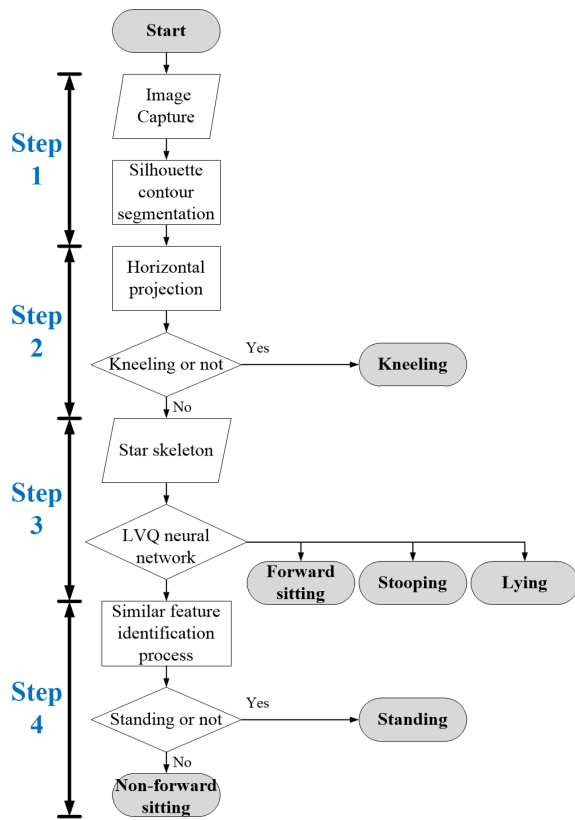 Start
Image
Capture
Step
1
Silhouette
contour
segmentation
Horizontal
projection
Step
2
Kneeling or not
Yes
Kneeling
No
Star skeleton
Step
3
LVQ neural
network
Forward
sitting
Stooping
Lying
Similar feature
identification
process
Step
4
Standing or not
Yes
Standing
No
Non-forward
sitting